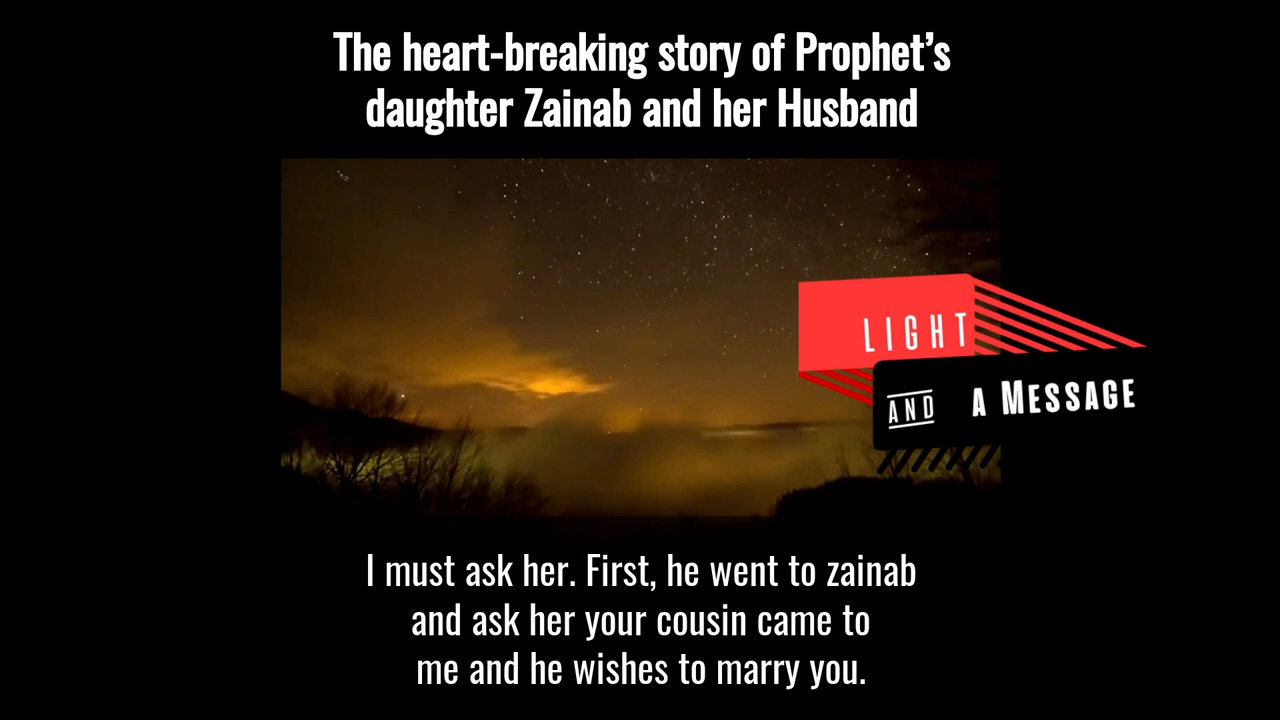 The heart-breaking story of Prophet’s
daughter Zainab and her Husband
LIGHT
AND a MESSAGE
I must ask her. First, he went to zainab
and ask her your cousin came to
me and he wishes to marry you.